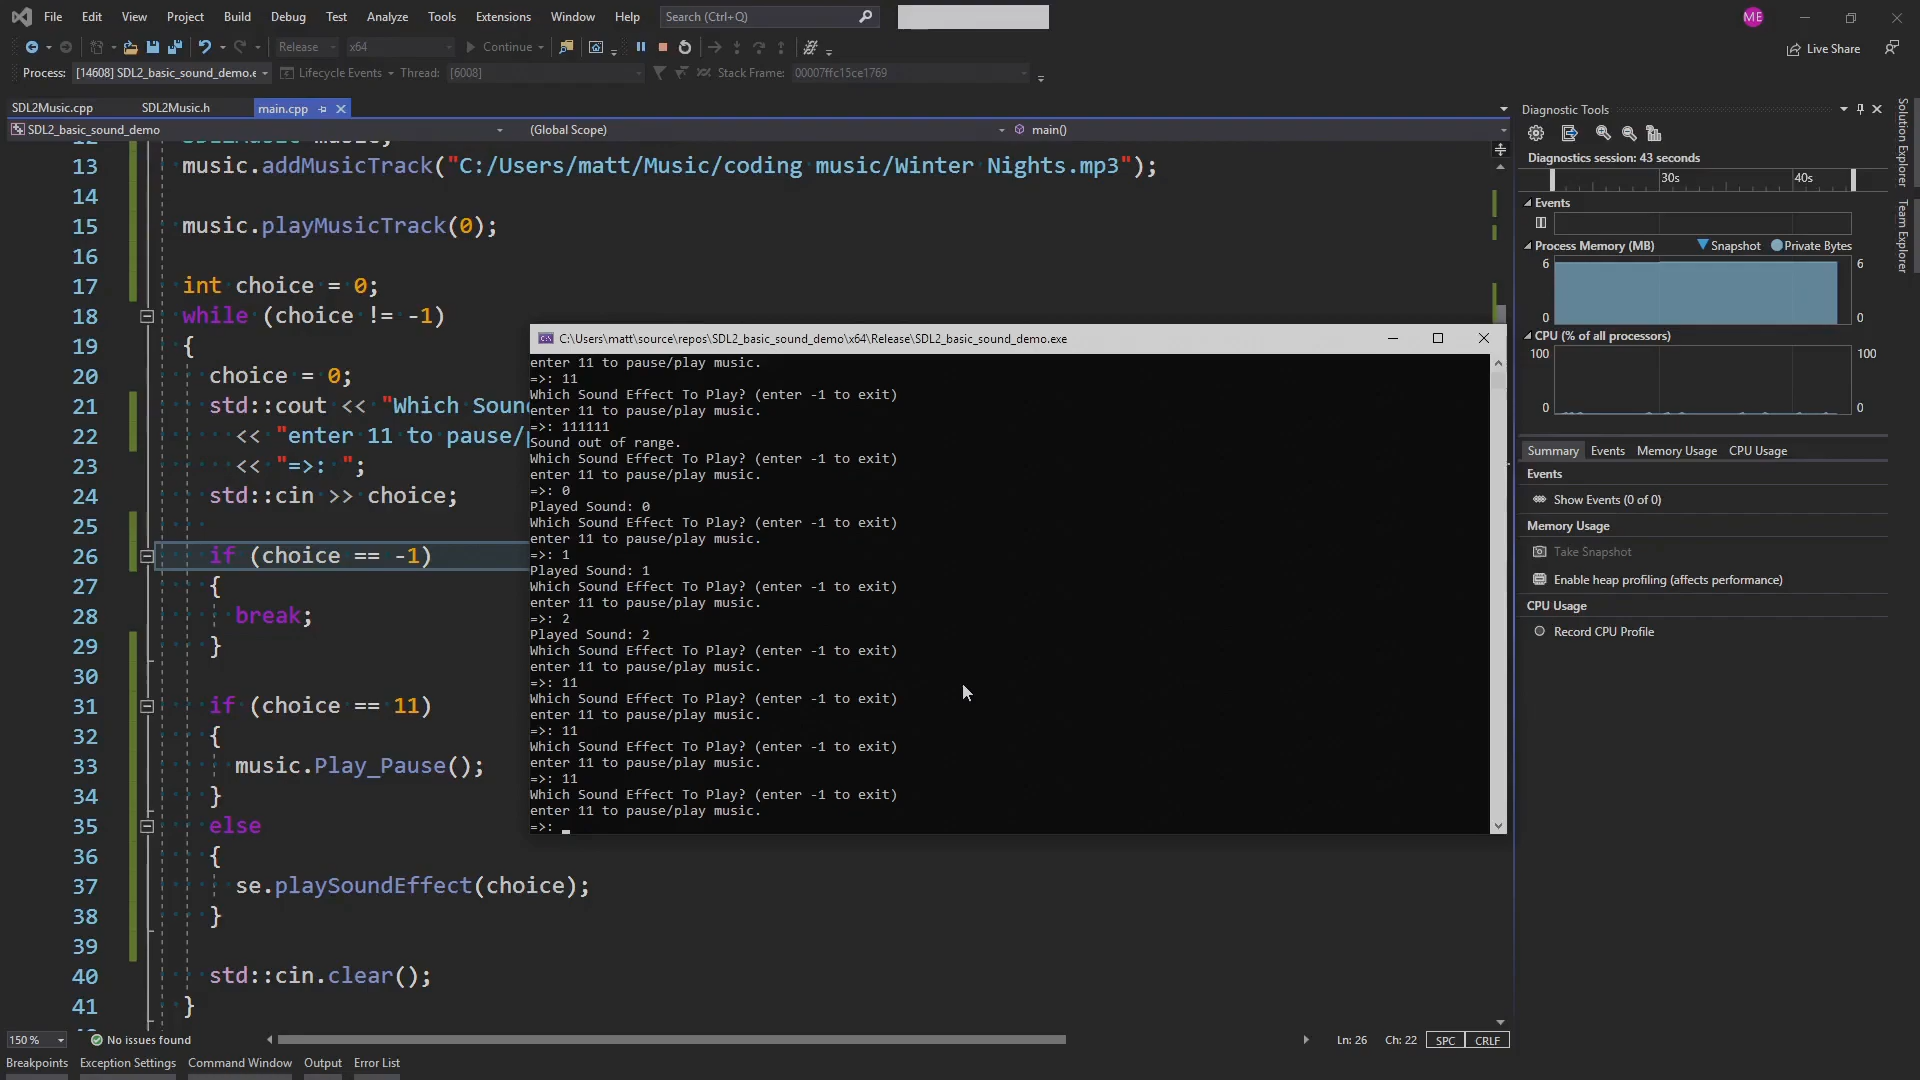 File Edit View Project Build Debug Test Analyze Tools Extensions Window Help Search (Ctrl+Q) ME
Release x64 Continue Live Share
Process: [14608] SDL2_basic_sound_demo.e Lifecycle Events Thread: [6008] Stack Frame: 00007ffc15ce1769
SDL2Music.cpp SDL2Music.h main.cpp
SDL2_basic_sound_demo (Global Scope) main()
13 music.addMusicTrack("C:/Users/matt/Music/coding music/Winter Nights.mp3");
14
15 music.playMusicTrack(0);
16
17 int choice = 0;
18 while (choice != -1)
19 {
20 choice = 0;
21 std::cout << "Which Soun
22 << "enter 11 to pause/
23 << "=>: ";
24 std::cin >> choice;
25
26 if (choice == -1)
27 {
28 break;
29 }
30
31 if (choice == 11)
32 {
33 music.Play_Pause();
34 }
35 else
36 {
37 se.playSoundEffect(choice);
38 }
39
40 std::cin.clear();
41 }
C:\Users\matt\source\repos\SDL2_basic_sound_demo\x64\Release\SDL2_basic_sound_demo.exe
enter 11 to pause/play music.
=>: 11
Which Sound Effect To Play? (enter -1 to exit)
enter 11 to pause/play music.
=>: 111111
Sound out of range.
Which Sound Effect To Play? (enter -1 to exit)
enter 11 to pause/play music.
=>: 0
Played Sound: 0
Which Sound Effect To Play? (enter -1 to exit)
enter 11 to pause/play music.
=>: 1
Played Sound: 1
Which Sound Effect To Play? (enter -1 to exit)
enter 11 to pause/play music.
=>: 2
Played Sound: 2
Which Sound Effect To Play? (enter -1 to exit)
enter 11 to pause/play music.
=>: 11
Which Sound Effect To Play? (enter -1 to exit)
enter 11 to pause/play music.
=>: 11
Which Sound Effect To Play? (enter -1 to exit)
enter 11 to pause/play music.
=>: 11
Which Sound Effect To Play? (enter -1 to exit)
enter 11 to pause/play music.
=>:
Diagnostic Tools
Diagnostics session: 43 seconds
30s 40s
Events
Process Memory (MB) Snapshot Private Bytes
6 6
0 0
CPU (% of all processors)
100 100
0 0
Summary Events Memory Usage CPU Usage
Events
Show Events (0 of 0)
Memory Usage
Take Snapshot
Enable heap profiling (affects performance)
CPU Usage
Record CPU Profile
Solution Explorer
Team Explorer
150 % No issues found Ln: 26 Ch: 22 SPC CRLF
Breakpoints Exception Settings Command Window Output Error List